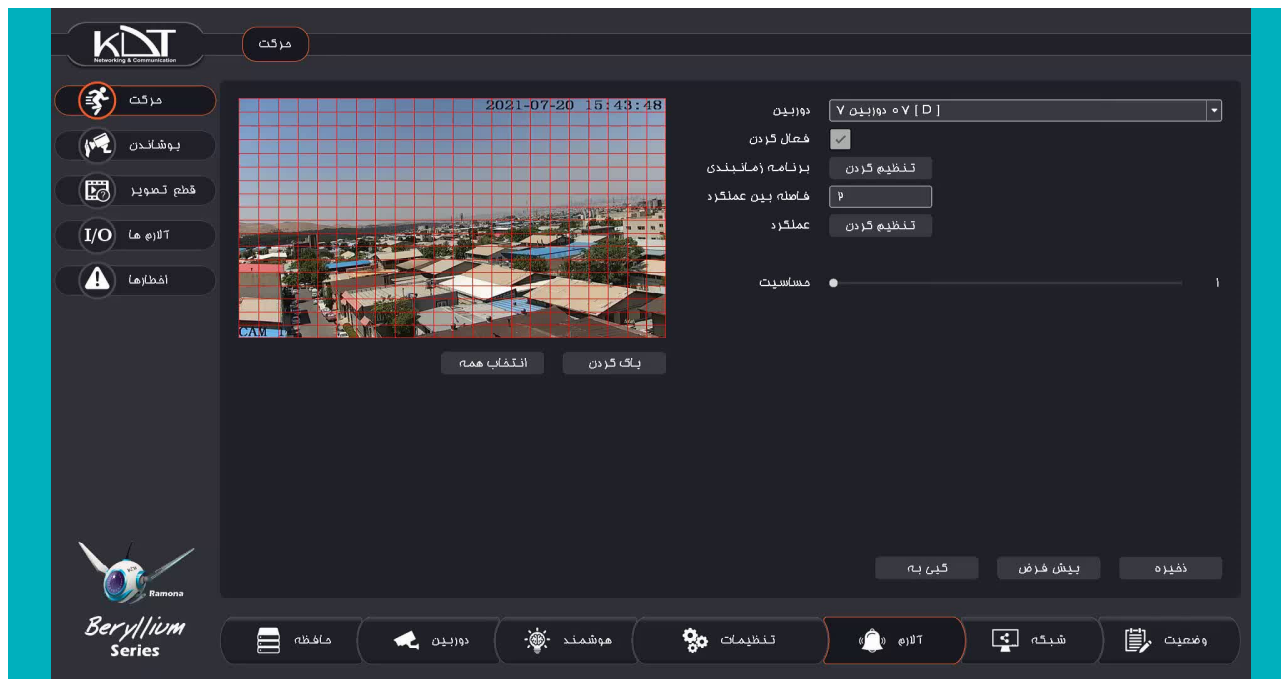 KDT
Networking & Communication
حرکت
حرکت
پوشاندن
قطع تصویر
آلارم ها
I/O
اخطارها
2021-07-20 15:43:48
CAM 1
پاک کردن
انتخاب همه
دوربین
[ D ] ۰۷ دوربین ۷
فعال کردن
برنامه زمانبندی
تنظیم کردن
فاصله بین عملکرد
۲
عملکرد
تنظیم کردن
حساسیت
۱
ذخیره
پیش فرض
کپی به
KDT
Ramona
Beryllium
Series
وضعیت
شبکه
آلارم
تنظیمات
هوشمند
دوربین
حافظه